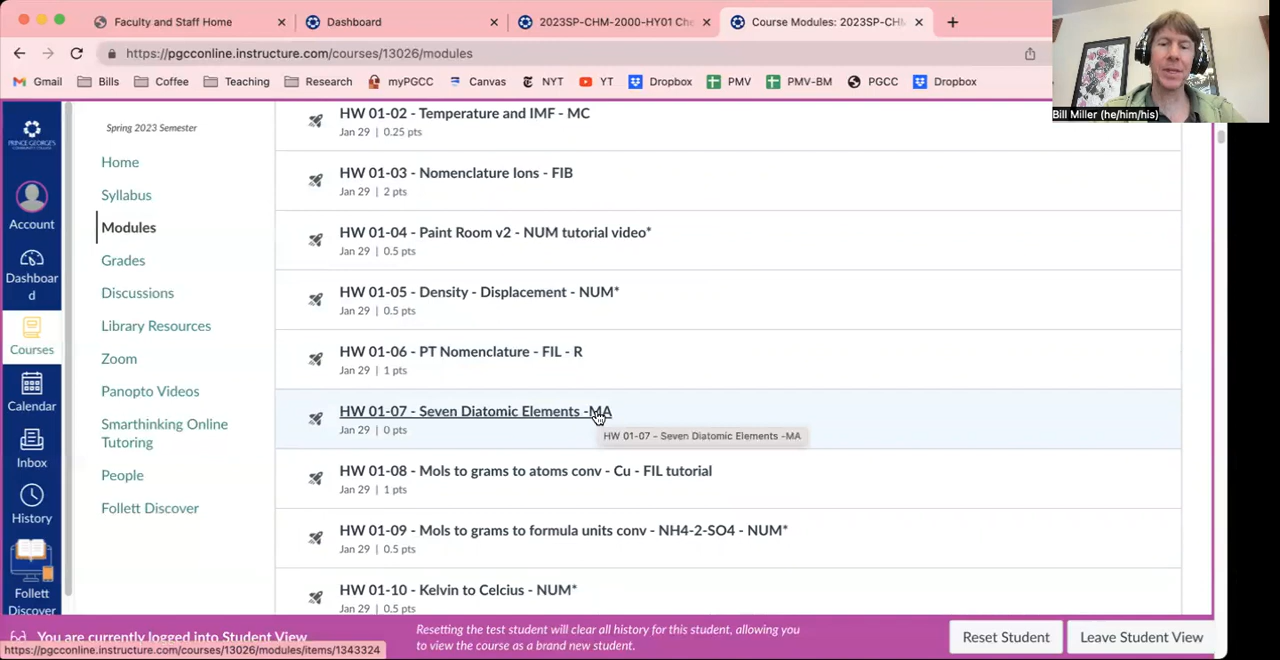 Faculty and Staff Home
Dashboard
2023SP-CHM-2000-HY01 Che
Course Modules: 2023SP-CHM
https://pgcconline.instructure.com/courses/13026/modules
Gmail
Bills
Coffee
Teaching
Research
myPGCC
canvas
NYT
YT
Dropbox
PMV
PMV-BM
PGCC
Dropbox
Bill Miller (he/him/his)
PRINCE GEORGE'S
COMMUNITY COLLEGE
Account
Dashboar
d
Courses
Calendar
Inbox
History
Follett
Discover
Spring 2023 Semester
Home
Syllabus
Modules
Grades
Discussions
Library Resources
Zoom
Panopto Videos
Smarthinking Online
Tutoring
People
Follett Discover
HW 01-02 - Temperature and IMF - MC
Jan 29 | 0.25 pts
HW 01-03 - Nomenclature Ions - FIB
Jan 29 | 2 pts
HW 01-04 - Paint Room v2 - NUM tutorial video*
Jan 29 | 0.5 pts
HW 01-05 - Density - Displacement - NUM*
Jan 29 | 0.5 pts
HW 01-06 - PT Nomenclature - FIL - R
Jan 29 | 1 pts
HW 01-07 - Seven Diatomic Elements -MA
Jan 29 | 0 pts
HW 01-07 - Seven Diatomic Elements -MA
HW 01-08 - Mols to grams to atoms conv - Cu - FIL tutorial
Jan 29 | 1 pts
HW 01-09 - Mols to grams to formula units conv - NH4-2-SO4 - NUM*
Jan 29 | 0.5 pts
HW 01-10 - Kelvin to Celcius - NUM*
Jan 29 | 0.5 pts
You are currently logged into Student View
https://pgcconline.instructure.com/courses/13026/modules/items/1343324
Resetting the test student will clear all history for this student, allowing you
to view the course as a brand new student.
Reset Student
Leave Student View